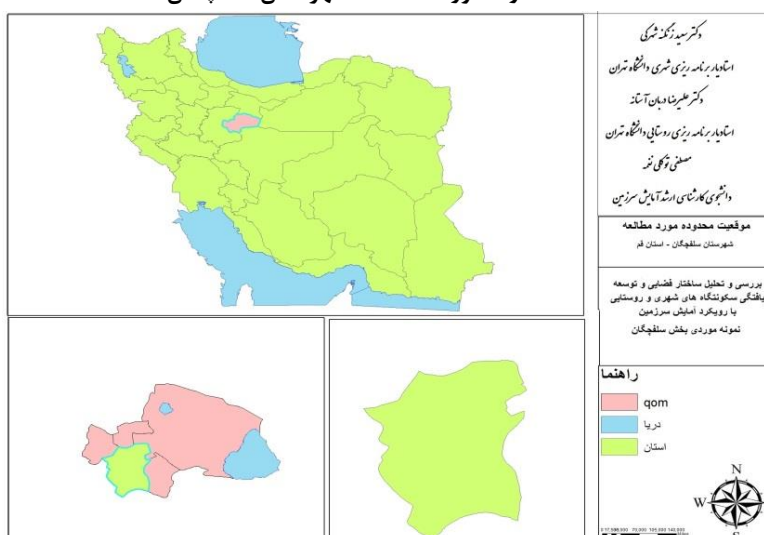 دکتر سعید زنگنه شهرکی
استادیار برنامه ریزی شهری دانشگاه تهران
دکتر علیرضا دربان آستانه
استادیار برنامه ریزی روستایی دانشگاه تهران
مصطفی توکلی نغمه
دانشجوی کارشناسی ارشد آمایش سرزمین
موقعیت محدوده مورد مطالعه
شهرستان سلفچگان - استان قم
بررسی و تحلیل ساختار فضایی و توسعه
یافتگی سکونتگاه های شهری و روستایی
با رویکرد آمایش سرزمین
نمونه موردی بخش سلفچگان
راهنما
qom
دریا
استان
N
W
E
S